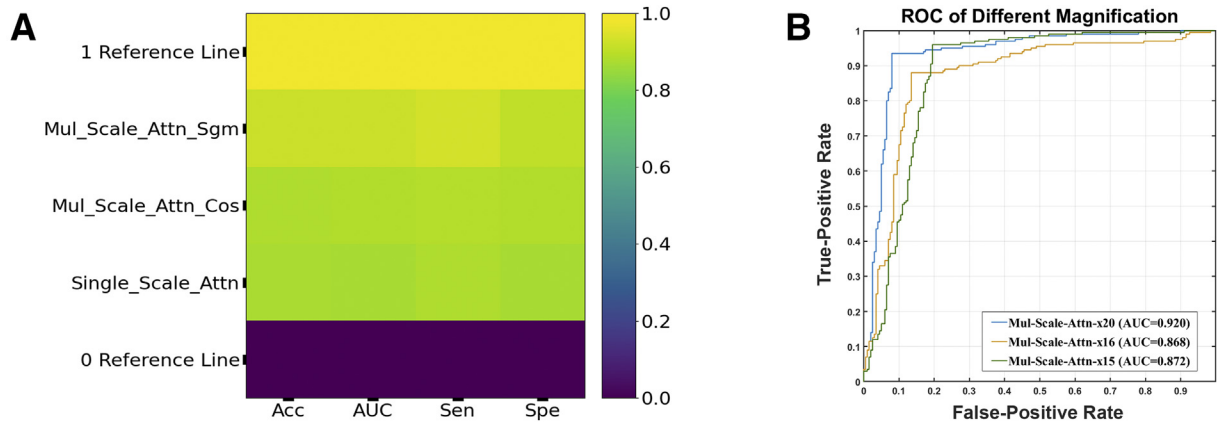 A
1 Reference Line
Mul_Scale_Attn_Sgm
Mul_Scale_Attn_Cos
Single_Scale_Attn
0 Reference Line
Acc AUC Sen Spe
1.0
0.8
0.6
0.4
0.2
0.0
B
ROC of Different Magnification
True-Positive Rate
1
0.9
0.8
0.7
0.6
0.5
0.4
0.3
0.2
0.1
0
0 0.1 0.2 0.3 0.4 0.5 0.6 0.7 0.8 0.9
False-Positive Rate
Mul-Scale-Attn-x20 (AUC=0.920)
Mul-Scale-Attn-x16 (AUC=0.868)
Mul-Scale-Attn-x15 (AUC=0.872)